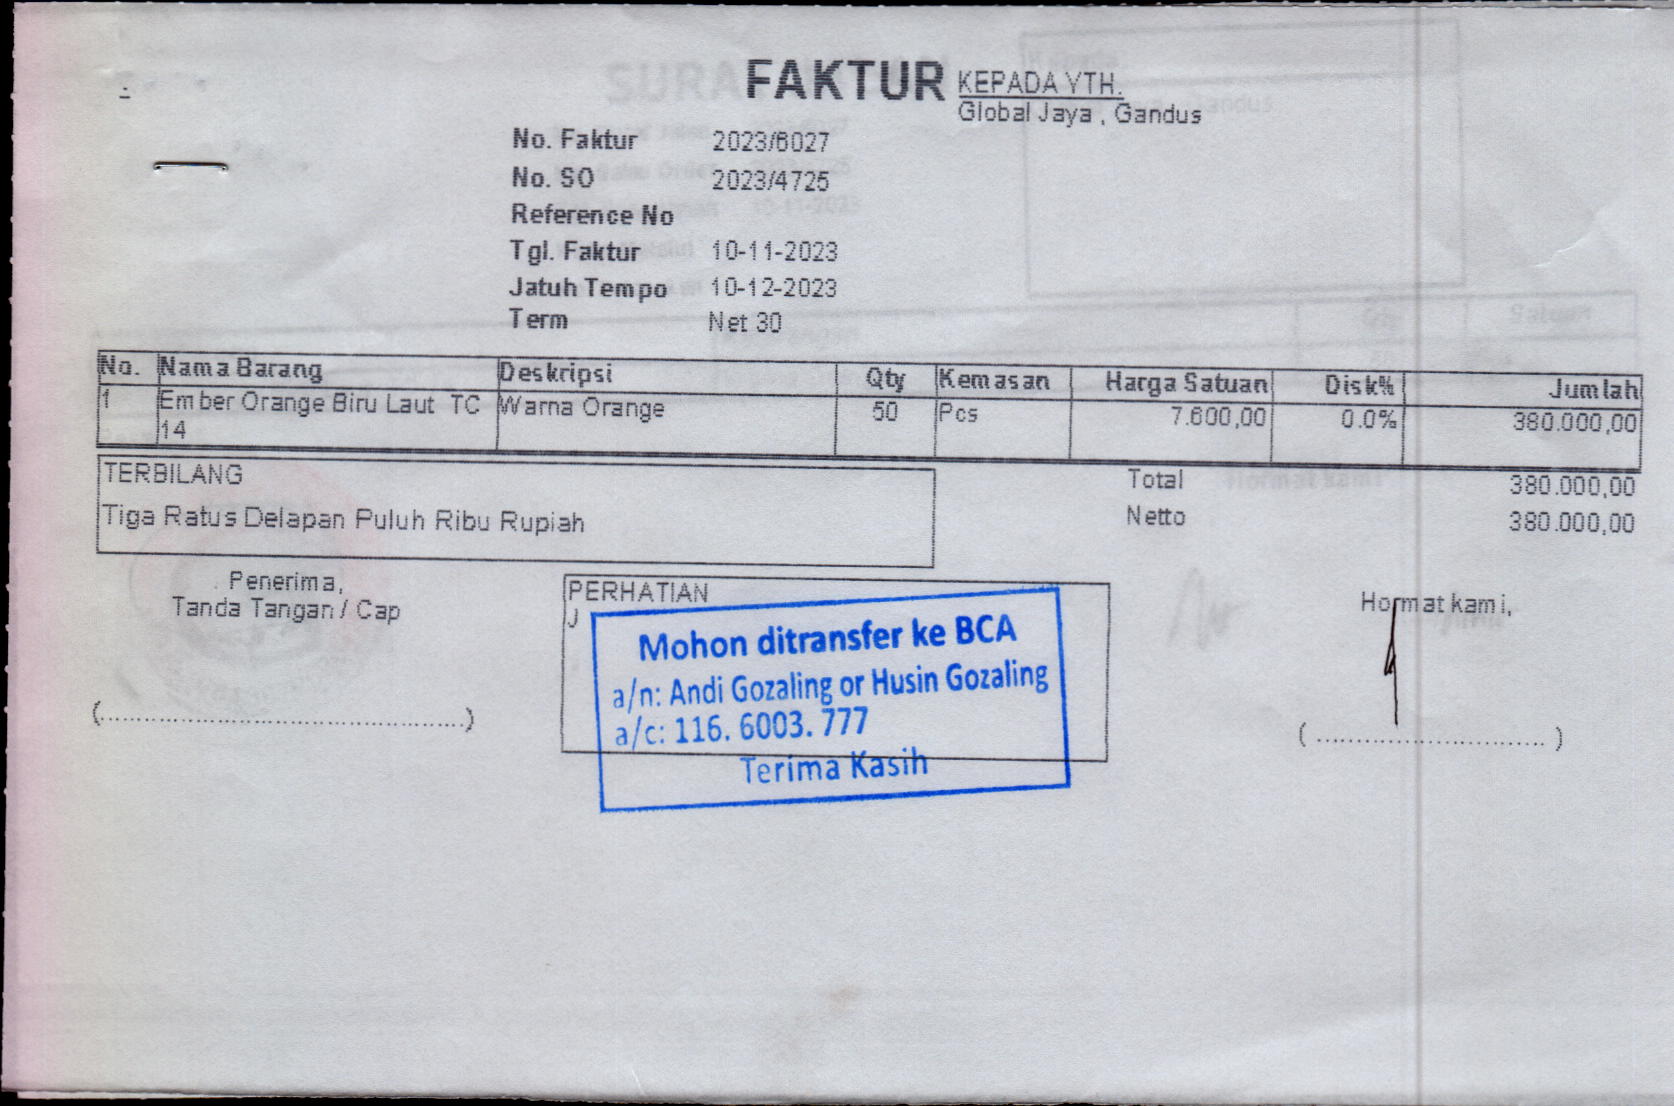 FAKTUR
KEPADA YTH.
Global Jaya , Gandus
No. Faktur 2023/6027
No. SO 2023/4725
Reference No
Tgl. Faktur 10-11-2023
Jatuh Tempo 10-12-2023
Term Net 30
No. Nama Barang Deskripsi Qty Kemasan Harga Satuan Disk% Jumlah
1 Ember Orange Biru Laut TC Warna Orange 50 Pcs 7.600,00 0.0% 380.000,00
14
TERBILANG
Tiga Ratus Delapan Puluh Ribu Rupiah
Total 380.000,00
Netto 380.000,00
Penerima,
Tanda Tangan / Cap
(........................................)
PERHATIAN
J
Mohon ditransfer ke BCA
a/n: Andi Gozaling or Husin Gozaling
a/c: 116. 6003. 777
Terima Kasih
Hormat kami,
( ............................ )